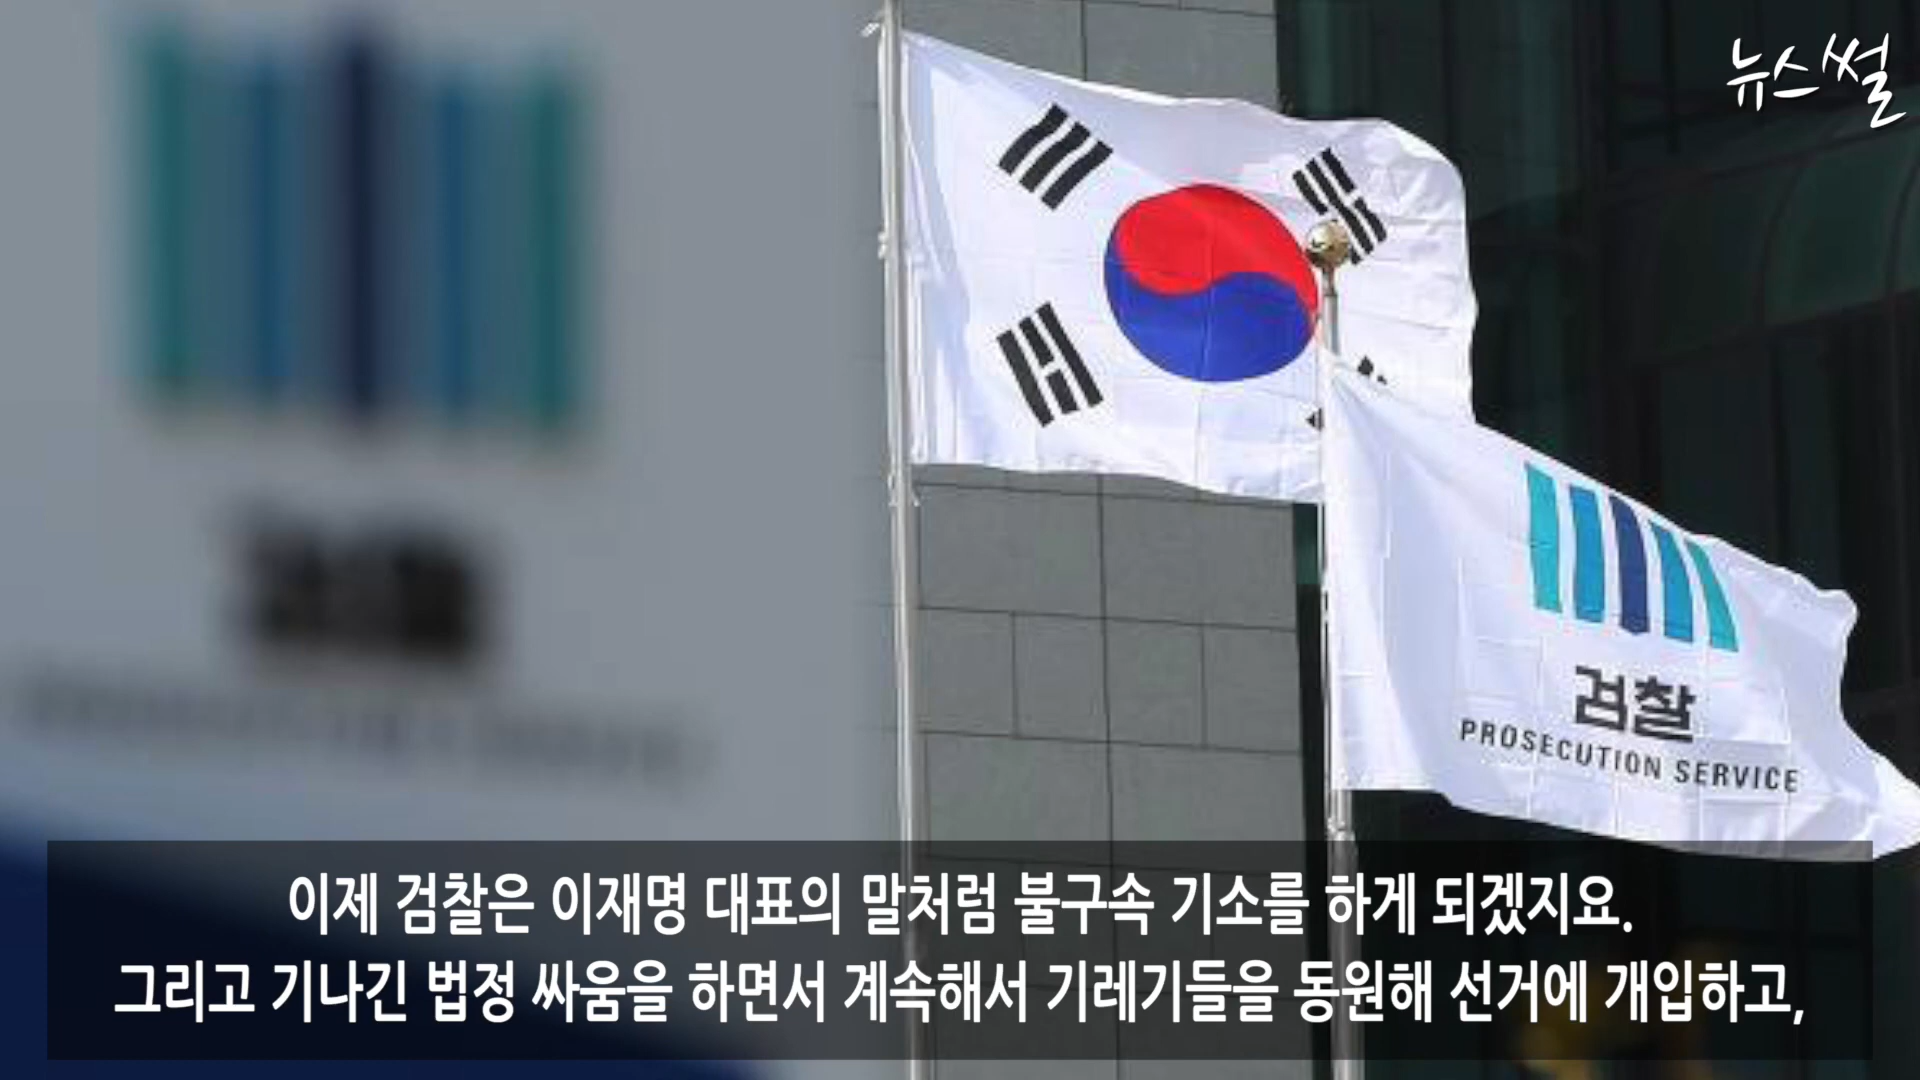 뉴스썰
검찰
PROSECUTION SERVICE
이제 검찰은 이재명 대표의 말처럼 불구속 기소를 하게 되겠지요.
그리고 기나긴 법정 싸움을 하면서 계속해서 기레기들을 동원해 선거에 개입하고,